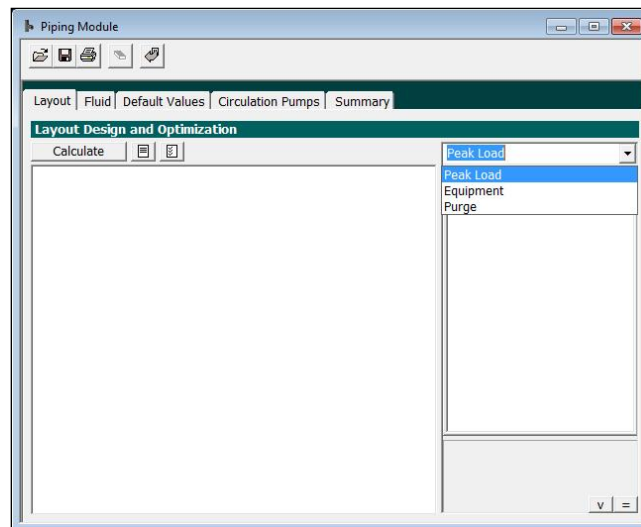 Piping Module
Layout Fluid Default Values Circulation Pumps Summary
Layout Design and Optimization
Calculate
Peak Load
Peak Load
Equipment
Purge
v =